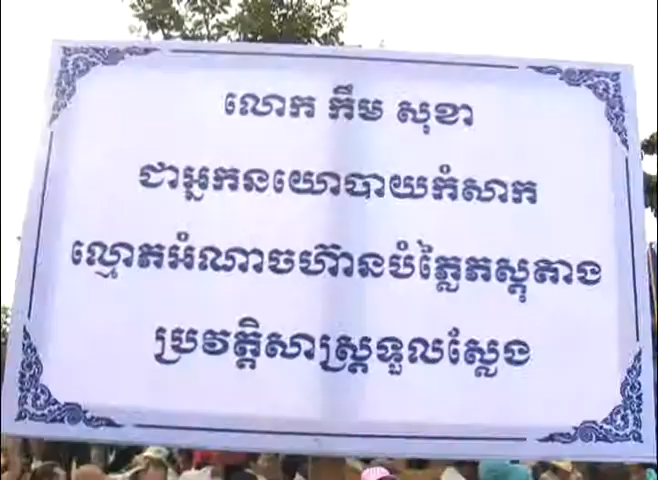 លោក កឹម សុខា
ជាអ្នកនយោបាយកំសាក
ល្មោភអំណាចហ៊ានបំភ្លៃភស្តុតាង
ប្រវត្តិសាស្ត្រទួលស្លែង